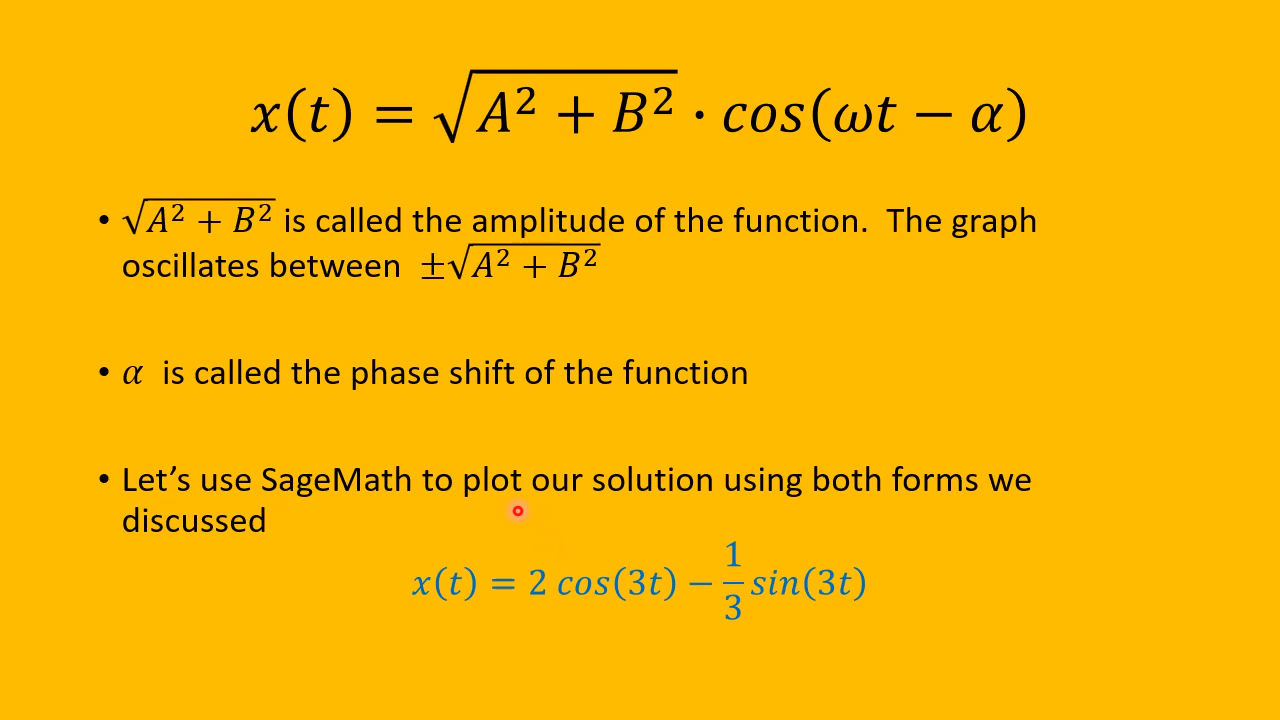 x(t) = √(A² + B²) · cos(ωt − α)
• √(A² + B²) is called the amplitude of the function. The graph
oscillates between ±√(A² + B²)
• α is called the phase shift of the function
• Let’s use SageMath to plot our solution using both forms we
discussed
x(t) = 2 cos(3t) − 1/3 sin(3t)